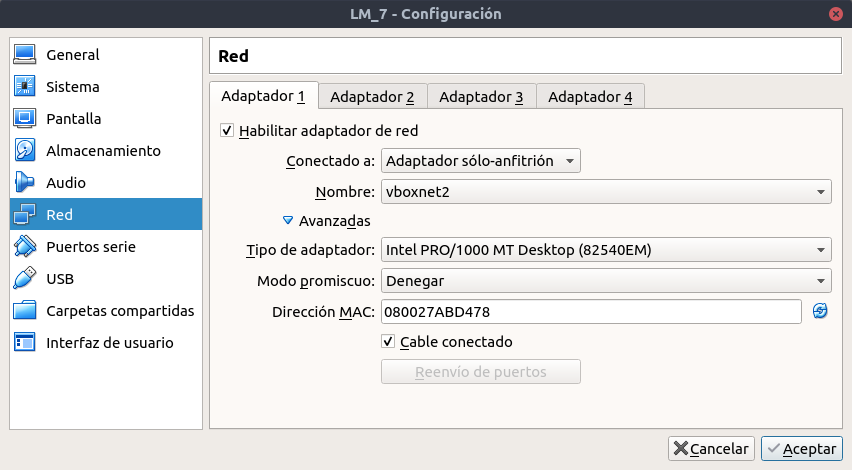 LM_7 - Configuración
General
Sistema
Pantalla
Almacenamiento
Audio
Red
Puertos serie
USB
Carpetas compartidas
Interfaz de usuario
Red
Adaptador 1 Adaptador 2 Adaptador 3 Adaptador 4
Habilitar adaptador de red
Conectado a: Adaptador sólo-anfitrión
Nombre: vboxnet2
Avanzadas
Tipo de adaptador: Intel PRO/1000 MT Desktop (82540EM)
Modo promiscuo: Denegar
Dirección MAC: 080027ABD478
Cable conectado
Reenvío de puertos
Cancelar Aceptar